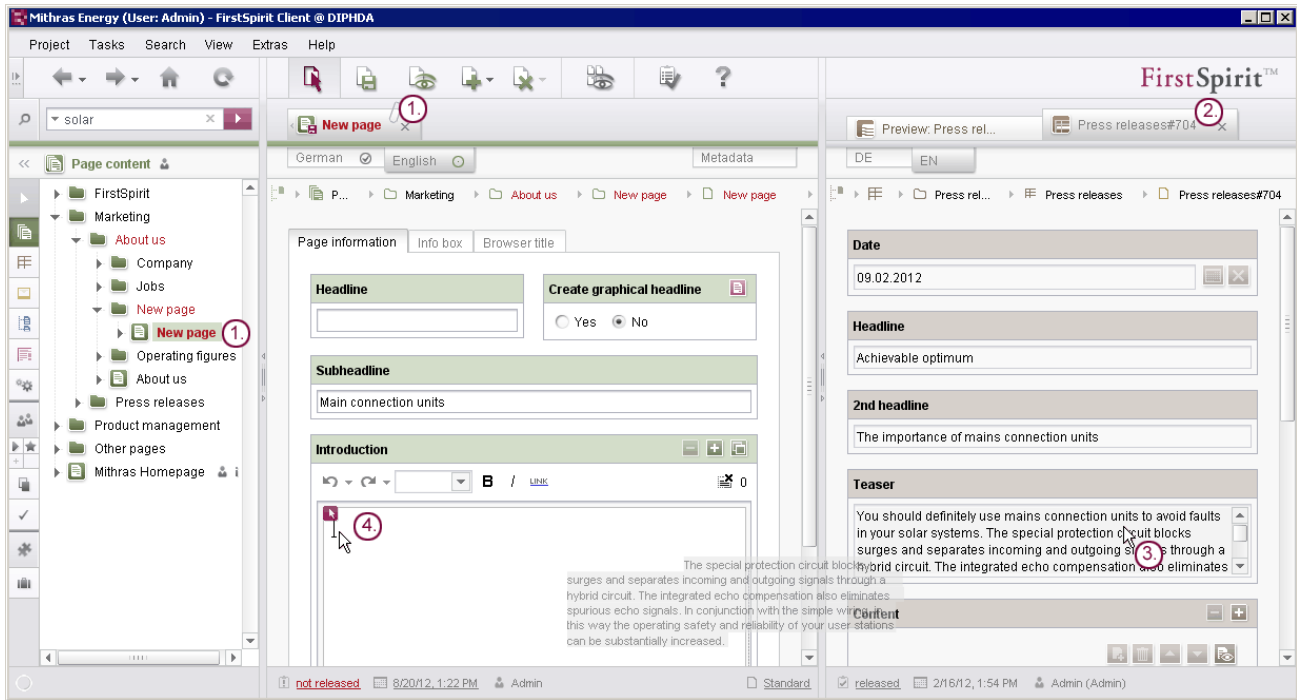 Mithras Energy (User: Admin) - FirstSpirit Client @ DIPHDA
Project Tasks Search View Extras Help
FirstSpirit™
solar
Page content
FirstSpirit
Marketing
About us
Company
Jobs
New page
New page
1.
Operating figures
About us
Press releases
Product management
Other pages
Mithras Homepage
New page
1.
German English Metadata
P... Marketing About us New page New page
Page information Info box Browser title
Headline
Create graphical headline
Yes No
Subheadline
Main connection units
Introduction
B I LINK 0
4.
The special protection circuit blocks
surges and separates incoming and outgoing signals through a
hybrid circuit. The integrated echo compensation also eliminates
spurious echo signals. In conjunction with the simple wiring, in
this way the operating safety and reliability of your user stations
can be substantially increased.
not released 8/20/12, 1:22 PM Admin Standard
Preview: Press rel... Press releases#704
2.
DE EN
Press rel... Press releases Press releases#704
Date
09.02.2012
Headline
Achievable optimum
2nd headline
The importance of mains connection units
Teaser
You should definitely use mains connection units to avoid faults
in your solar systems. The special protection circuit blocks
surges and separates incoming and outgoing signals through a
hybrid circuit. The integrated echo compensation also eliminates
3.
Content
released 2/16/12, 1:54 PM Admin (Admin)